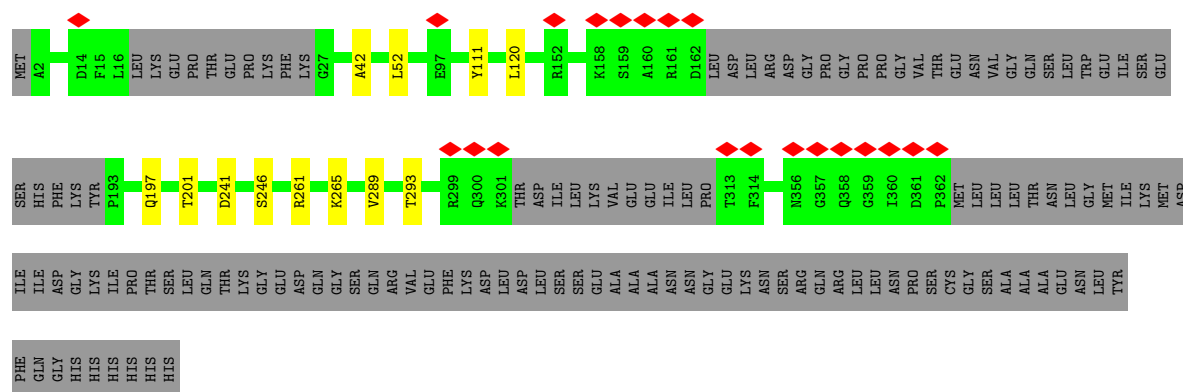 MET A2 D14 F15 L16 LEU LYS GLU PRO THR GLU PRO LYS PHE LYS G27 A42 L52 E97 Y111 L120 R152 K158 S159 A160 R161 D162 LEU ASP LEU ARG ASP GLY PRO GLY PRO PRO GLY VAL THR GLU ASN VAL GLY GLN SER LEU TRP GLU ILE SER GLU
SER HIS PHE LYS TYR P193 Q197 T201 D241 S246 R261 K265 V289 T293 R299 Q300 K301 THR ASP ILE LEU LYS VAL GLU GLU ILE LEU PRO T313 F314 N356 G357 Q358 G359 I360 D361 P362 MET LEU LEU LEU THR ASN LEU GLY MET ILE LYS MET ASP
ILE ILE ASP GLY LYS ILE PRO THR SER LEU GLN THR LYS GLY GLU ASP GLN GLY SER GLN ARG VAL GLU PHE LYS ASP LEU ASP LEU SER SER GLU ALA ALA ALA ASN ASN GLY GLU LYS ASN SER ARG GLN ARG LEU LEU ASN PRO SER CYS GLY SER ALA ALA ALA GLU ASN LEU TYR
PHE GLN GLY HIS HIS HIS HIS HIS HIS